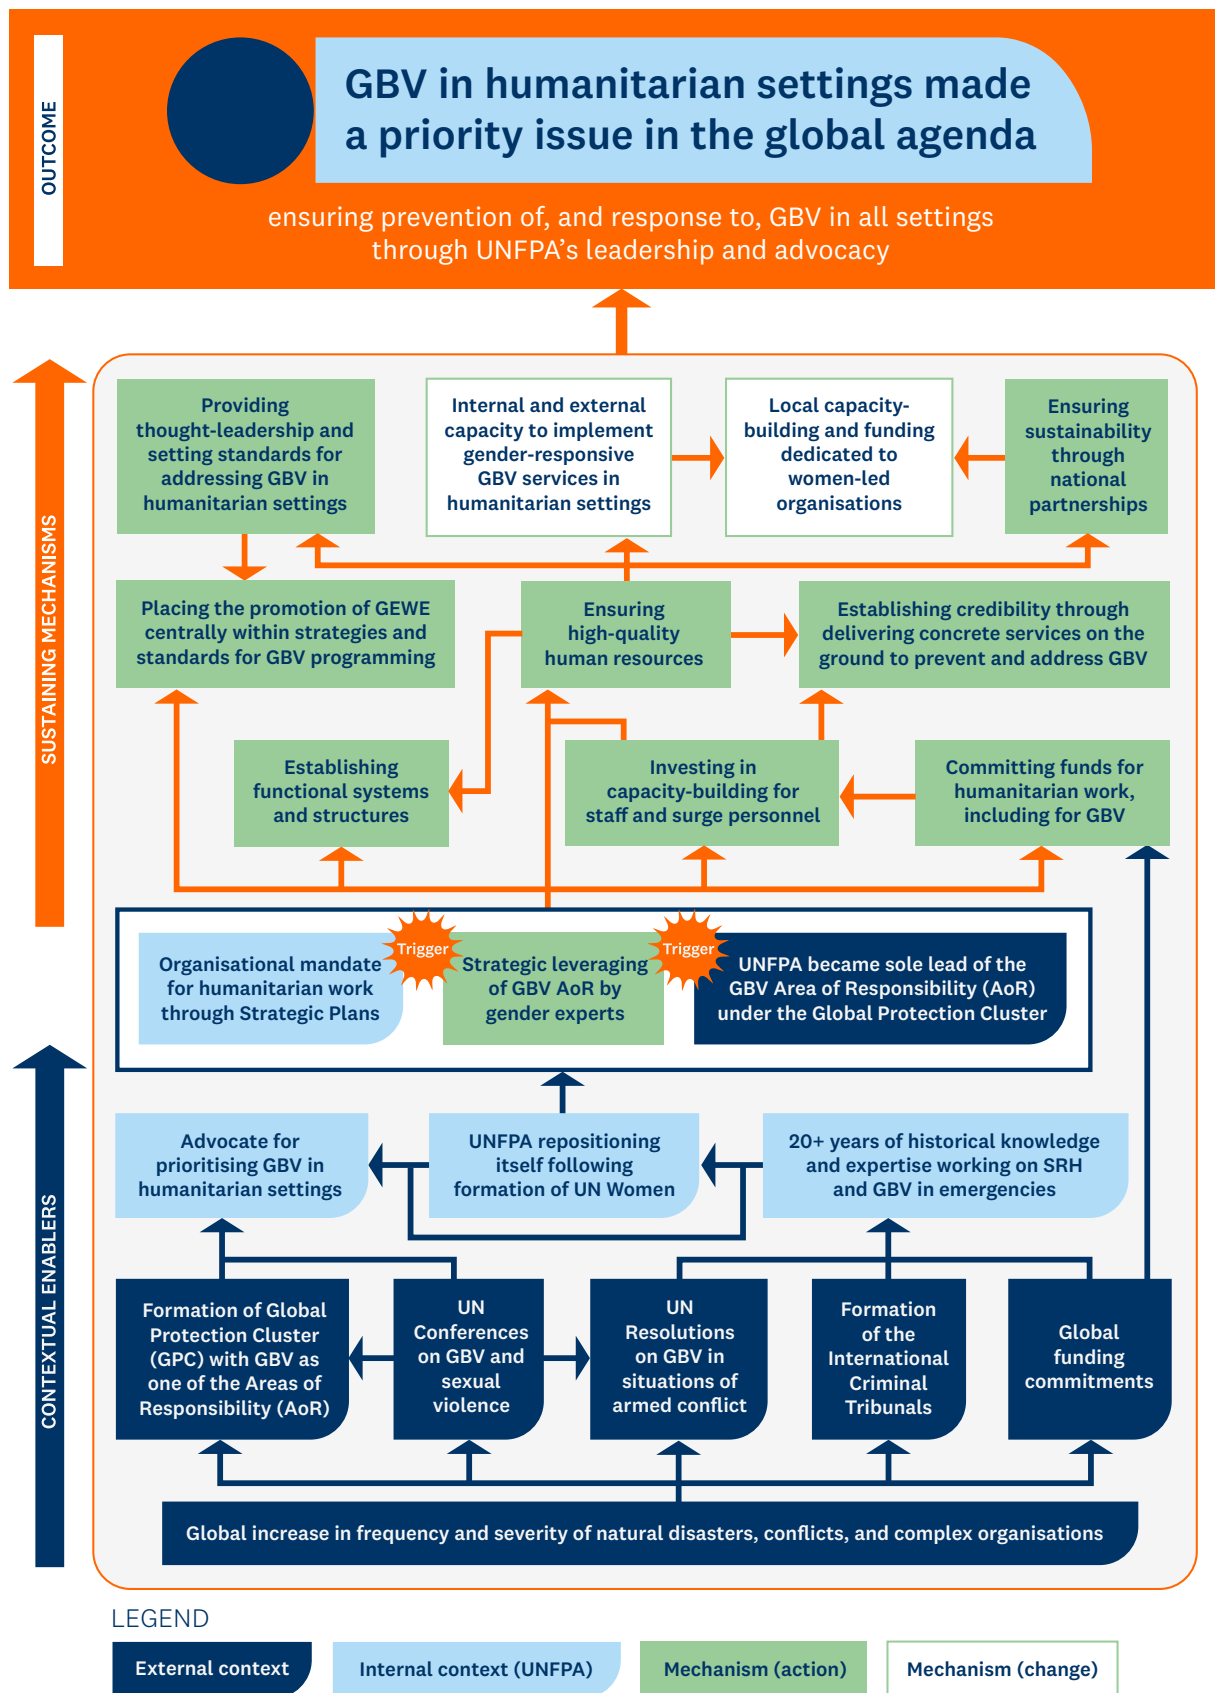 OUTCOME
GBV in humanitarian settings made
a priority issue in the global agenda
ensuring prevention of, and response to, GBV in all settings
through UNFPA's leadership and advocacy
SUSTAINING MECHANISMS
Providing
thought-leadership and
setting standards for
addressing GBV in
humanitarian settings
Internal and external
capacity to implement
gender-responsive
GBV services in
humanitarian settings
Local capacity-
building and funding
dedicated to
women-led
organisations
Ensuring
sustainability
through
national
partnerships
Placing the promotion of GEWE
centrally within strategies and
standards for GBV programming
Ensuring
high-quality
human resources
Establishing credibility through
delivering concrete services on the
ground to prevent and address GBV
Establishing
functional systems
and structures
Investing in
capacity-building for
staff and surge personnel
Committing funds for
humanitarian work,
including for GBV
Organisational mandate
for humanitarian work
through Strategic Plans
Trigger
Strategic leveraging
of GBV AoR by
gender experts
Trigger
UNFPA became sole lead of the
GBV Area of Responsibility (AoR)
under the Global Protection Cluster
CONTEXTUAL ENABLERS
Advocate for
prioritising GBV in
humanitarian settings
UNFPA repositioning
itself following
formation of UN Women
20+ years of historical knowledge
and expertise working on SRH
and GBV in emergencies
Formation of Global
Protection Cluster
(GPC) with GBV as
one of the Areas of
Responsibility (AoR)
UN
Conferences
on GBV and
sexual
violence
UN
Resolutions
on GBV in
situations of
armed conflict
Formation
of the
International
Criminal
Tribunals
Global
funding
commitments
Global increase in frequency and severity of natural disasters, conflicts, and complex organisations
LEGEND
External context
Internal context (UNFPA)
Mechanism (action)
Mechanism (change)